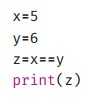 x=5
y=6
z=x==y
print(z)